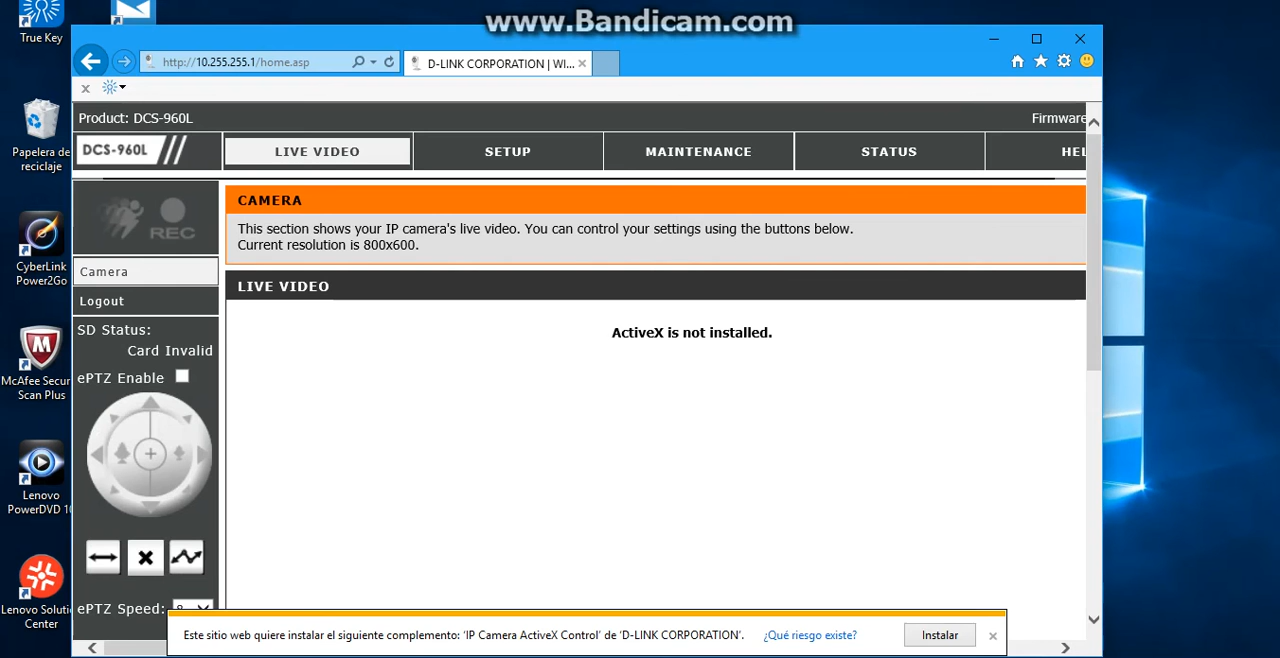 www.Bandicam.com
True Key
Papelera de
reciclaje
CyberLink
Power2Go
McAfee Secur
Scan Plus
Lenovo
PowerDVD 10
Lenovo Soluti
Center
http://10.255.255.1/home.asp
D-LINK CORPORATION | WI...
x
Product: DCS-960L
Firmware
DCS-960L
LIVE VIDEO
SETUP
MAINTENANCE
STATUS
HEL
REC
Camera
Logout
SD Status:
Card Invalid
ePTZ Enable
ePTZ Speed:
CAMERA
This section shows your IP camera's live video. You can control your settings using the buttons below.
Current resolution is 800x600.
LIVE VIDEO
ActiveX is not installed.
Este sitio web quiere instalar el siguiente complemento: 'IP Camera ActiveX Control' de 'D-LINK CORPORATION'.
¿Qué riesgo existe?
Instalar